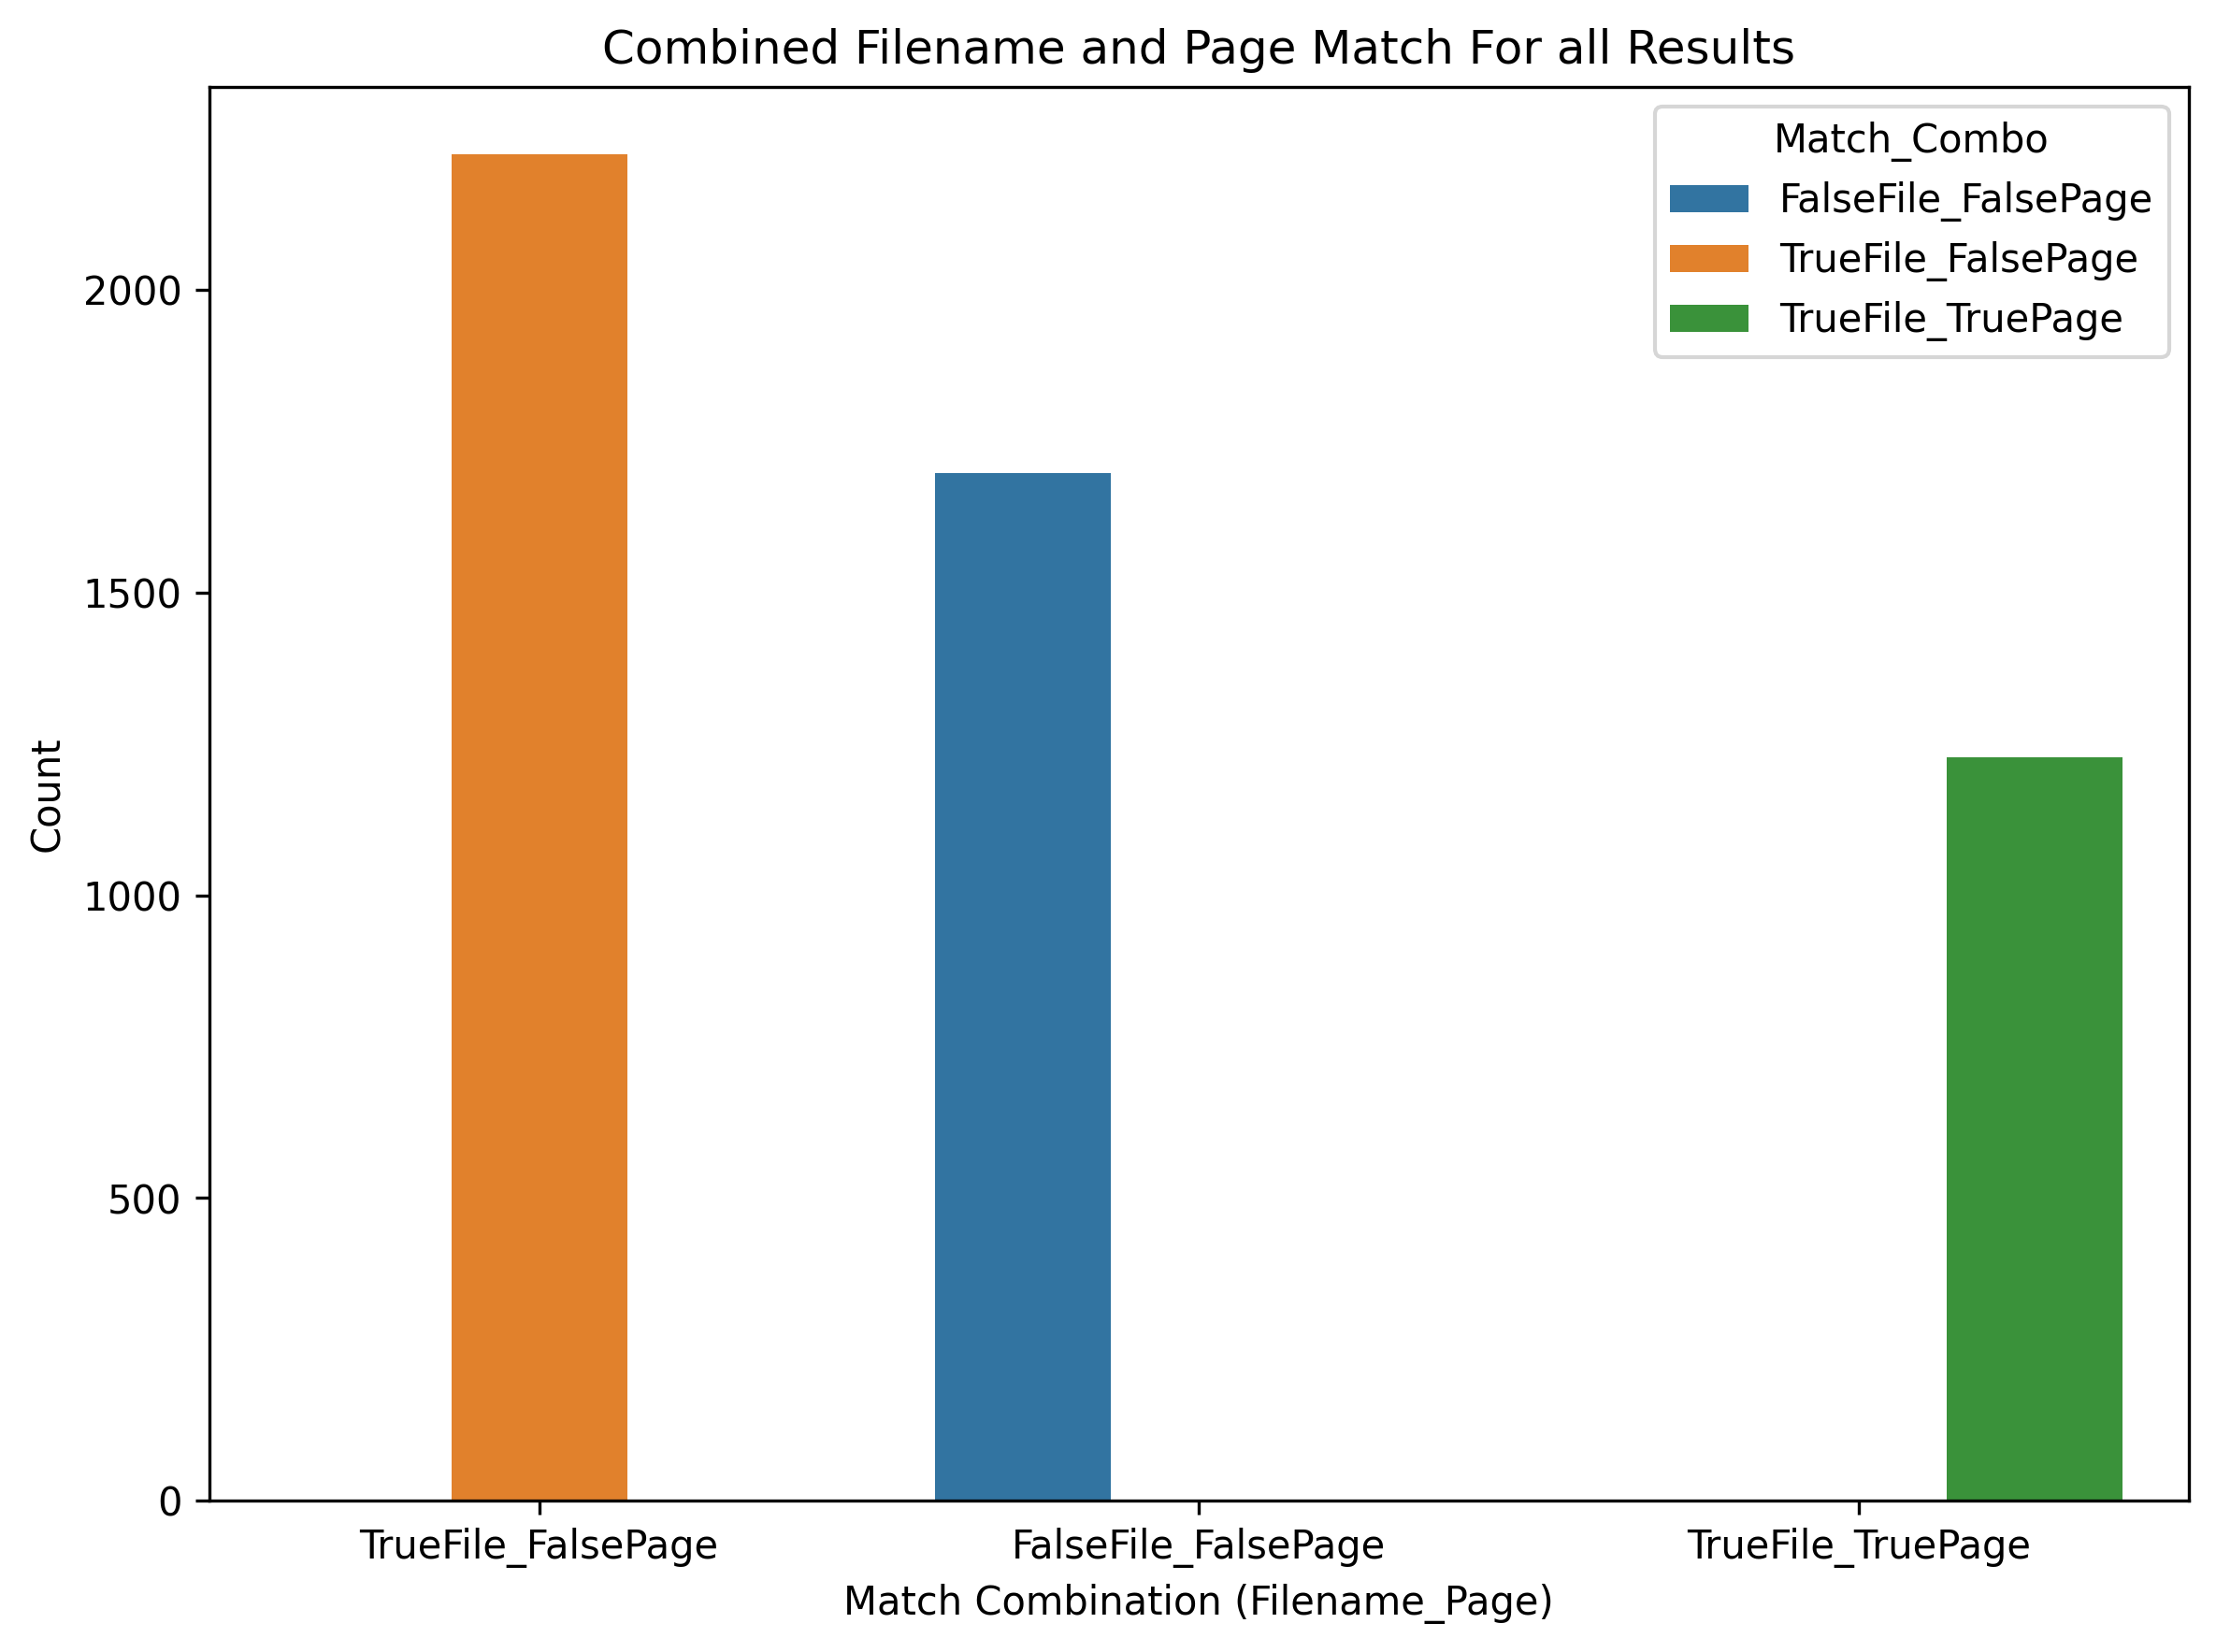 Combined Filename and Page Match For all Results
Match_Combo
FalseFile_FalsePage
TrueFile_FalsePage
TrueFile_TruePage
Count
2000
1500
1000
500
0
TrueFile_FalsePage FalseFile_FalsePage TrueFile_TruePage
Match Combination (Filename_Page)